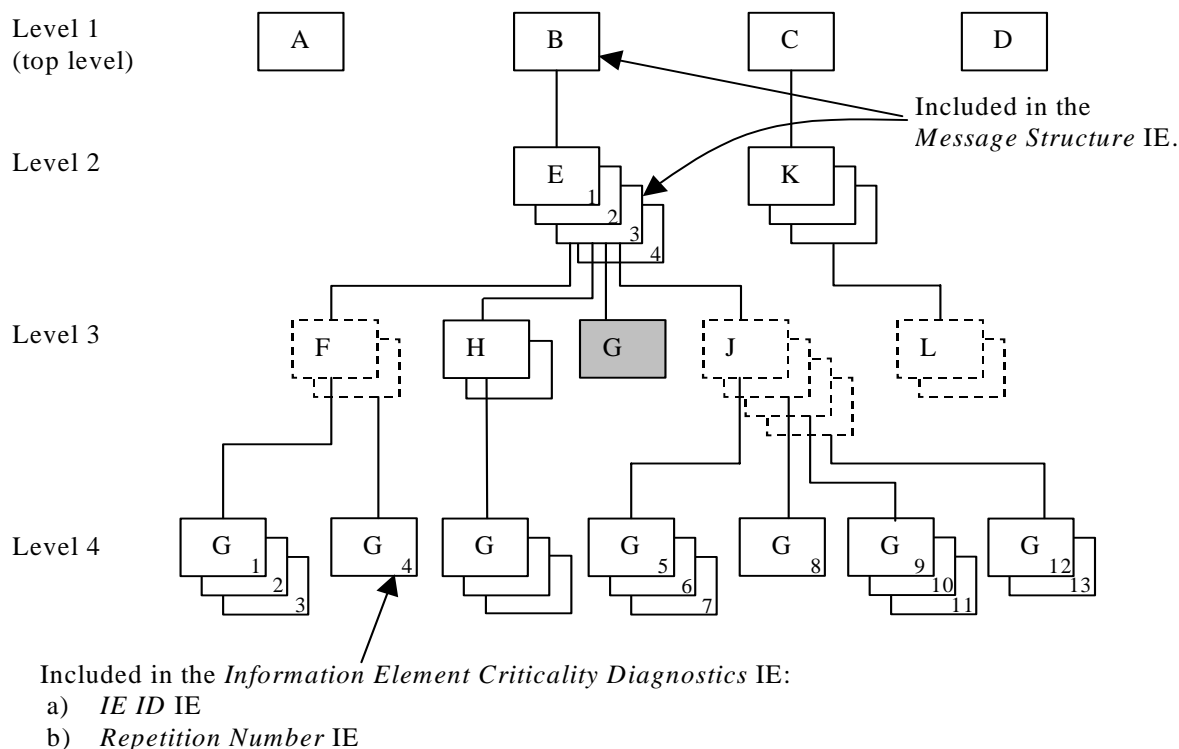 Level 1
(top level)
A
B
C
D
Included in the
Message Structure IE.
Level 2
E
1
2
3
4
K
Level 3
F
H
G
J
L
Level 4
G
1
2
3
G
4
G
G
5
6
7
G
8
G
9
10
11
G
12
13
Included in the Information Element Criticality Diagnostics IE:
a) IE ID IE
b) Repetition Number IE